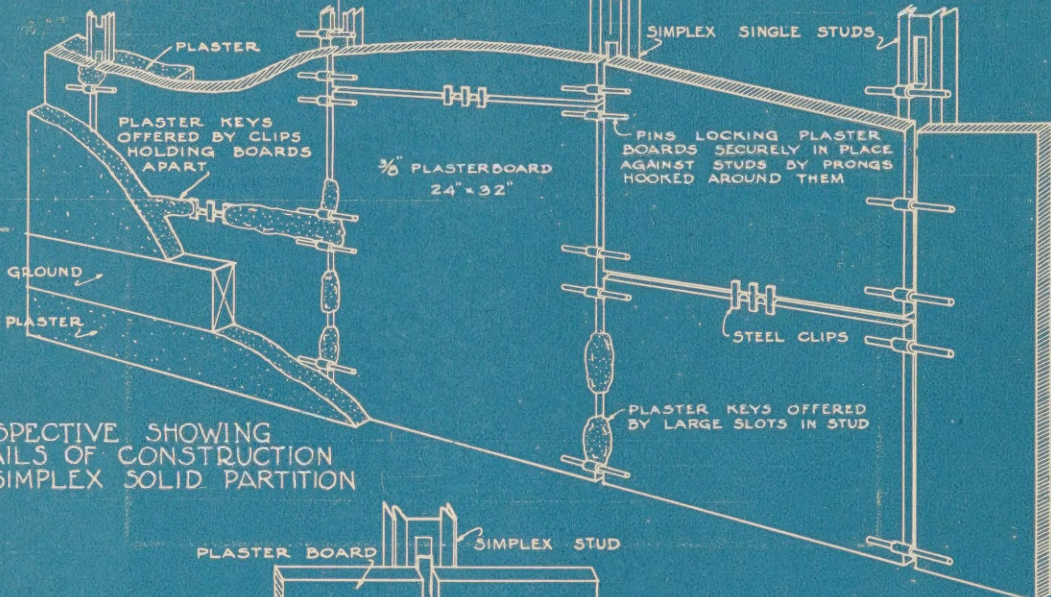 PLASTER
SIMPLEX SINGLE STUDS
PLASTER KEYS
OFFERED BY CLIPS
HOLDING BOARDS
APART
3/8" PLASTERBOARD
24" x 32"
PINS LOCKING PLASTER
BOARDS SECURELY IN PLACE
AGAINST STUDS BY PRONGS
HOOKED AROUND THEM
GROUND
PLASTER
STEEL CLIPS
PLASTER KEYS OFFERED
BY LARGE SLOTS IN STUD
SPECTIVE SHOWING
AILS OF CONSTRUCTION
SIMPLEX SOLID PARTITION
PLASTER BOARD
SIMPLEX STUD